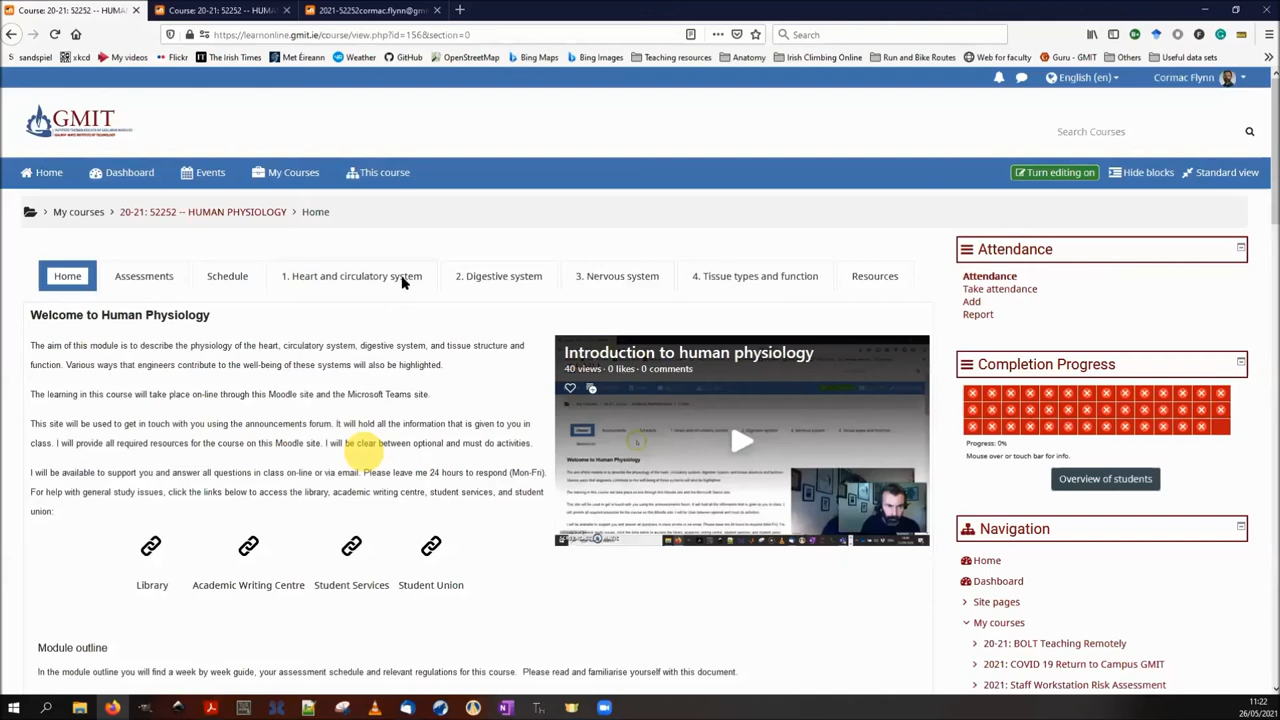 Course: 20-21: 52252 -- HUMA
Course: 20-21: 52252 -- HUMAN
2021-52252cormac.flynn@gm
https://learnonline.gmit.ie/course/view.php?id=156&section=0
Search
sandspiel
xkcd
My videos
Flickr
The Irish Times
Met Éireann
Weather
GitHub
OpenStreetMap
Bing Maps
Bing Images
Teaching resources
Anatomy
Irish Climbing Online
Run and Bike Routes
Web for faculty
Guru - GMIT
Others
Useful data sets
English (en)
Cormac Flynn
GMIT
Search Courses
Home
Dashboard
Events
My Courses
This course
Turn editing on
Hide blocks
Standard view
My courses > 20-21: 52252 -- HUMAN PHYSIOLOGY > Home
Home
Assessments
Schedule
1. Heart and circulatory system
2. Digestive system
3. Nervous system
4. Tissue types and function
Resources
Welcome to Human Physiology
The aim of this module is to describe the physiology of the heart, circulatory system, digestive system, and tissue structure and
function. Various ways that engineers contribute to the well-being of these systems will also be highlighted.
The learning in this course will take place on-line through this Moodle site and the Microsoft Teams site.
This site will be used to get in touch with you using the announcements forum. It will hold all the information that is given to you in
class. I will provide all required resources for the course on this Moodle site. I will be clear between optional and must do activities.
I will be available to support you and answer all questions in class on-line or via email. Please leave me 24 hours to respond (Mon-Fri).
For help with general study issues, click the links below to access the library, academic writing centre, student services, and student
union:
Library
Academic Writing Centre
Student Services
Student Union
Introduction to human physiology
40 views · 0 likes · 0 comments
Welcome to Human Physiology
Module outline
In the module outline you will find a week by week guide, your assessment schedule and relevant regulations for this course. Please read and familiarise yourself with this document.
Attendance
Attendance
Take attendance
Add
Report
Completion Progress
Progress: 0%
Mouse over or touch bar for info.
Overview of students
Navigation
Home
Dashboard
Site pages
My courses
20-21: BOLT Teaching Remotely
2021: COVID 19 Return to Campus GMIT
2021: Staff Workstation Risk Assessment
11:22
26/05/2021